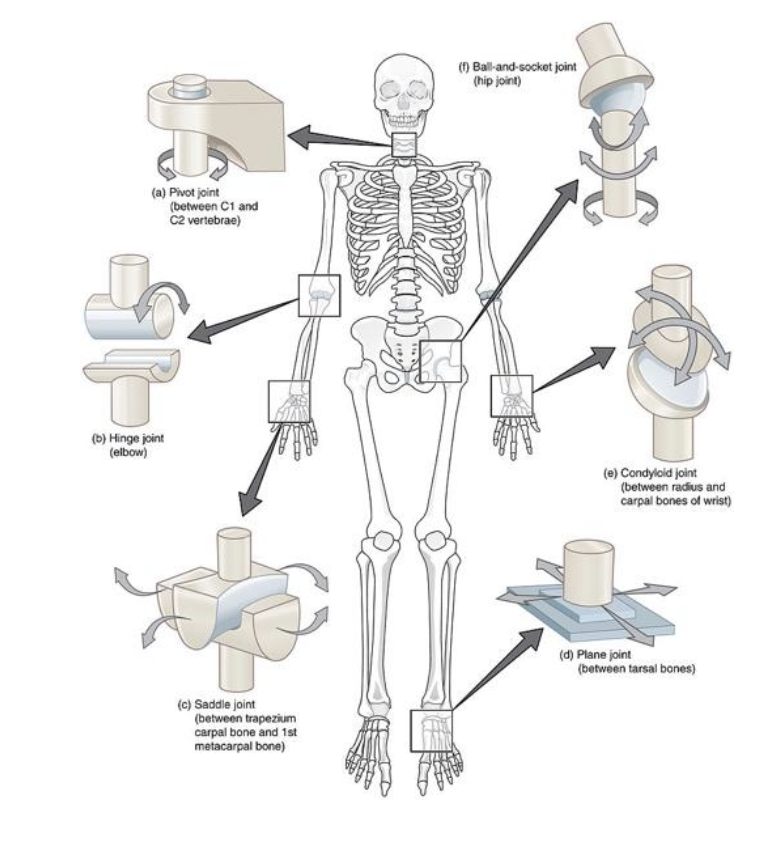 (f) Ball-and-socket joint
(hip joint)
(a) Pivot joint
(between C1 and
C2 vertebrae)
(b) Hinge joint
(elbow)
(e) Condyloid joint
(between radius and
carpal bones of wrist)
(d) Plane joint
(between tarsal bones)
(c) Saddle joint
(between trapezium
carpal bone and 1st
metacarpal bone)